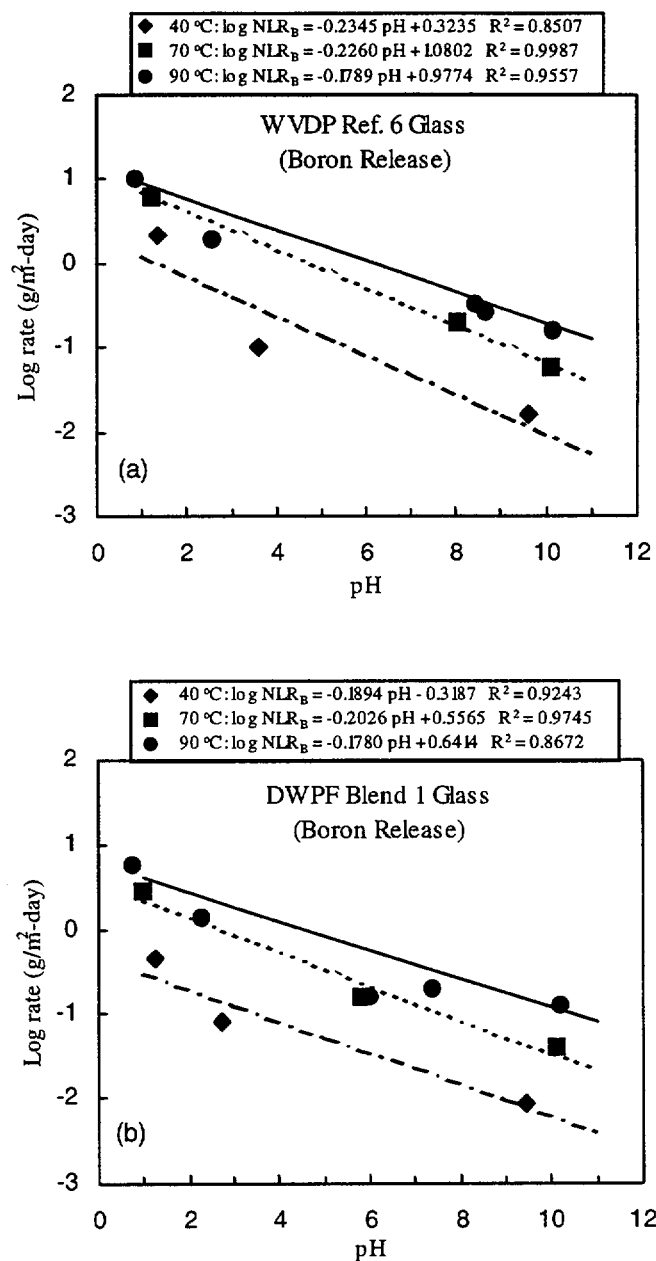 40 °C: log NLR_B = -0.2345 pH + 0.3235 R² = 0.8507
70 °C: log NLR_B = -0.2260 pH + 1.0802 R² = 0.9987
90 °C: log NLR_B = -0.1789 pH + 0.9774 R² = 0.9557
2
WVDP Ref. 6 Glass
(Boron Release)
1
0
-1
-2
-3
Log rate (g/m²-day)
(a)
0 2 4 6 8 10 12
pH
40 °C: log NLR_B = -0.1894 pH - 0.3187 R² = 0.9243
70 °C: log NLR_B = -0.2026 pH + 0.5565 R² = 0.9745
90 °C: log NLR_B = -0.1780 pH + 0.6414 R² = 0.8672
2
DWPF Blend 1 Glass
(Boron Release)
1
0
-1
-2
-3
Log rate (g/m²-day)
(b)
0 2 4 6 8 10 12
pH